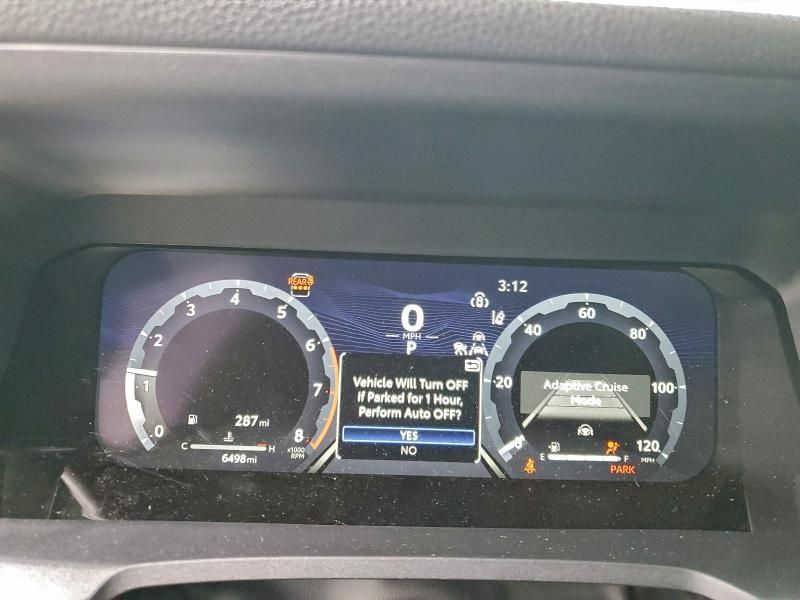 REAR
3:12
0
MPH
P
0
1
2
3
4
5
6
7
8
x1000
RPM
287 mi
C
H
6498mi
Vehicle Will Turn OFF
if Parked for 1 Hour,
Perform Auto OFF?
YES
NO
0
20
40
60
80
100
120
MPH
Adaptive Cruise
Mode
E
F
PARK